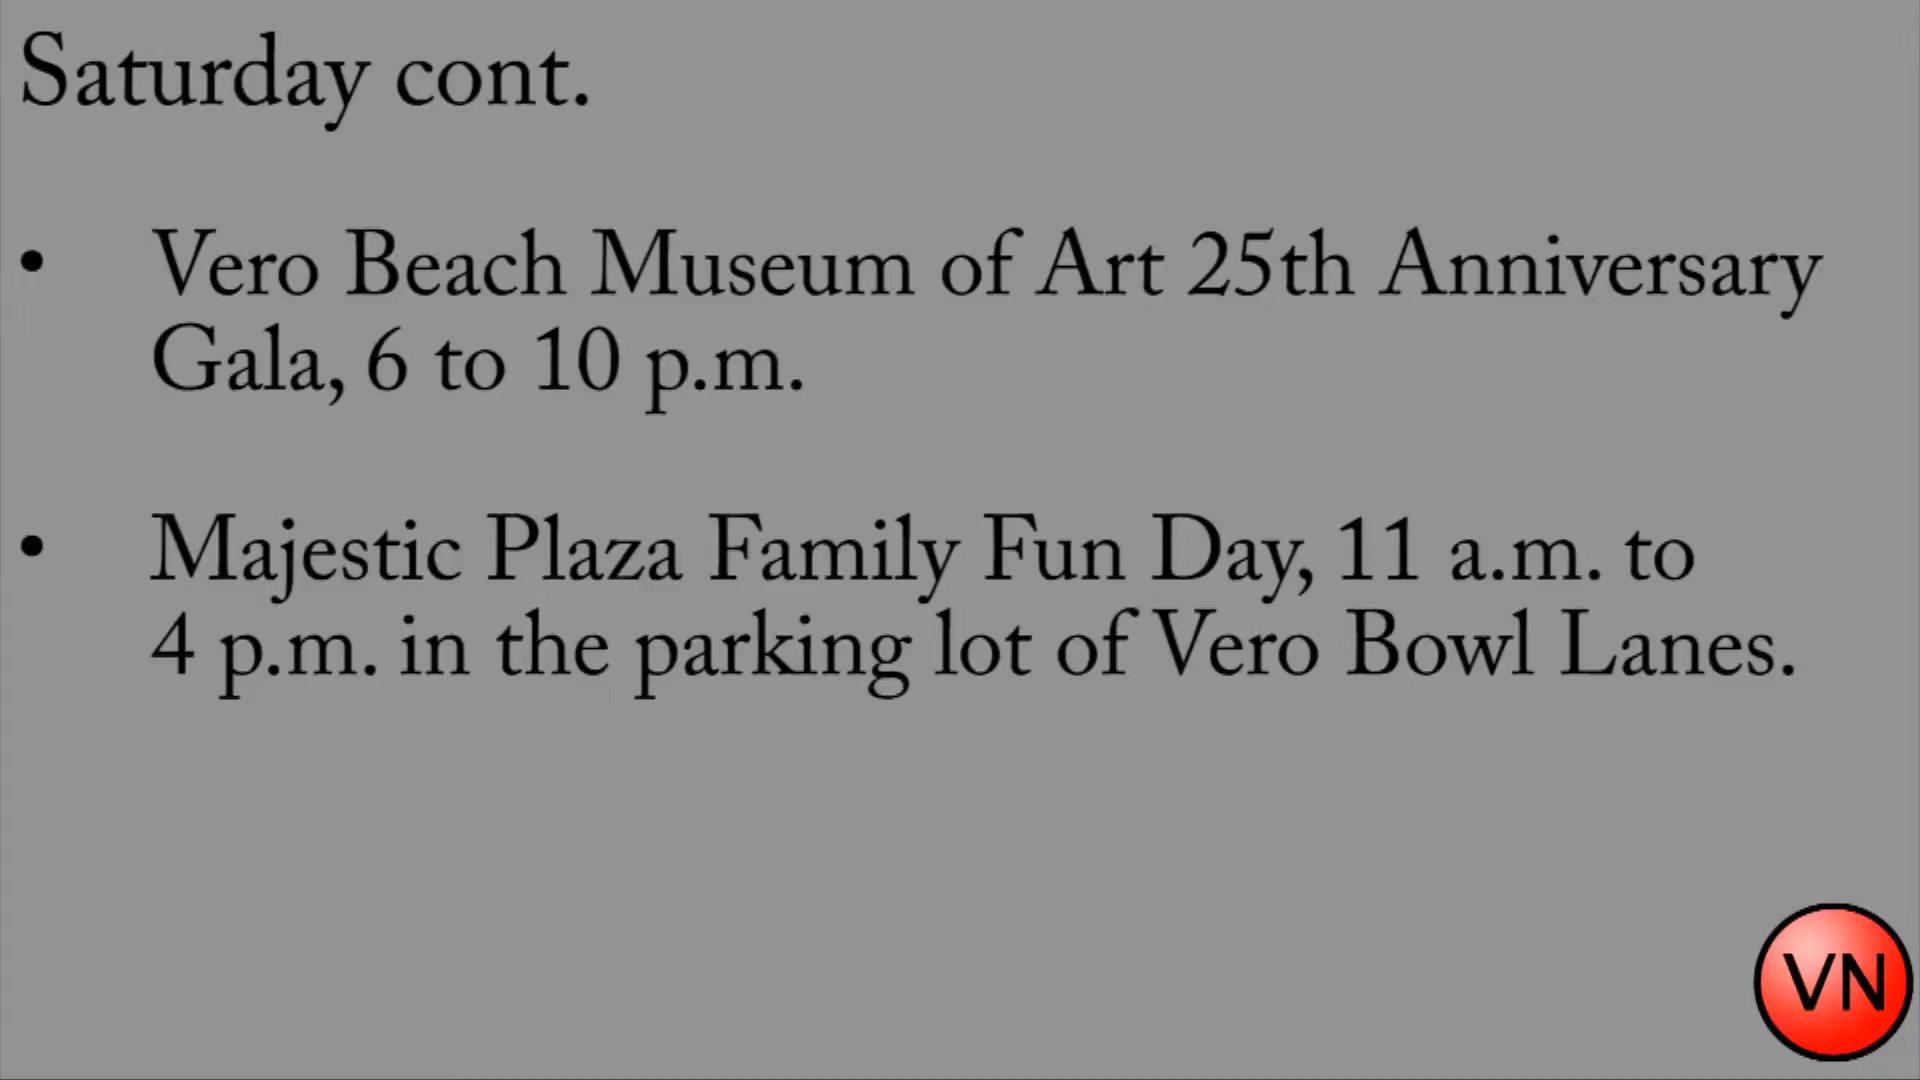 Saturday cont.
• Vero Beach Museum of Art 25th Anniversary
Gala, 6 to 10 p.m.
• Majestic Plaza Family Fun Day, 11 a.m. to
4 p.m. in the parking lot of Vero Bowl Lanes.
VN